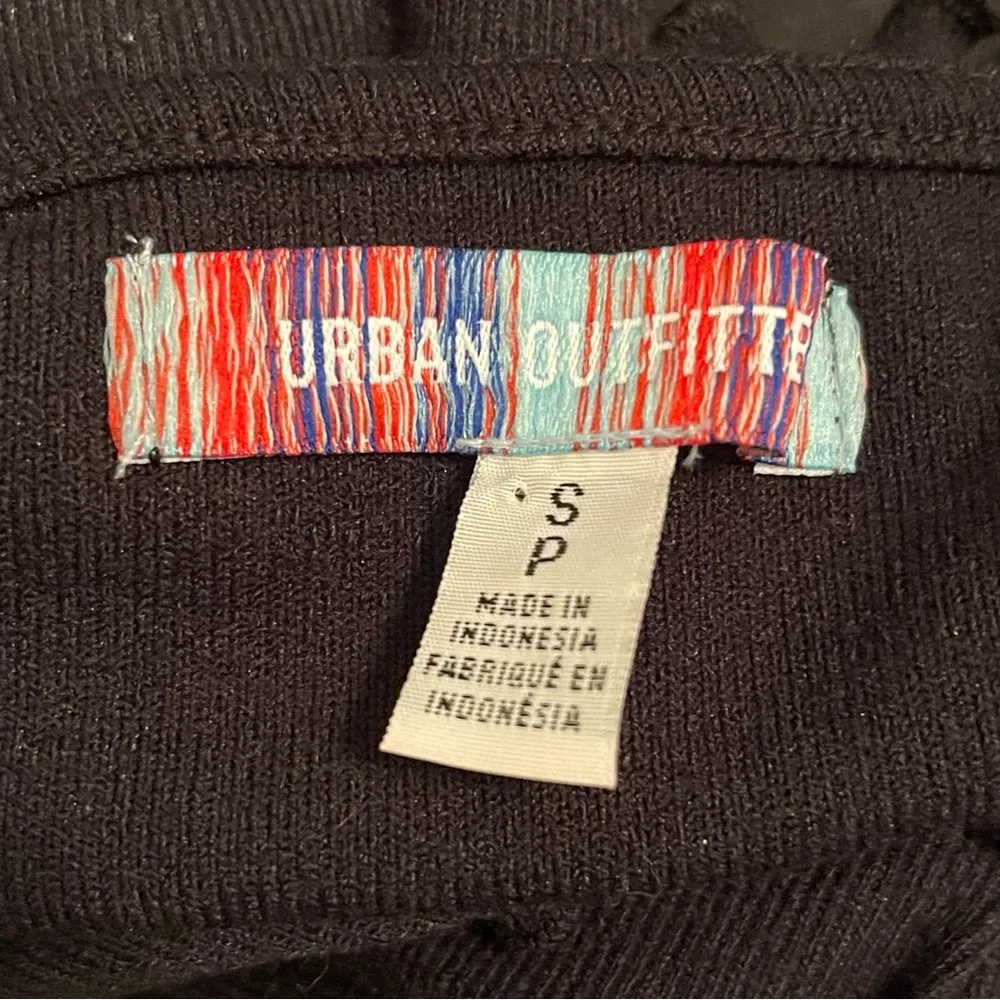 URBAN OUTFITTE
S
P
MADE IN
INDONESIA
FABRIQUÉ EN
INDONÉSIA